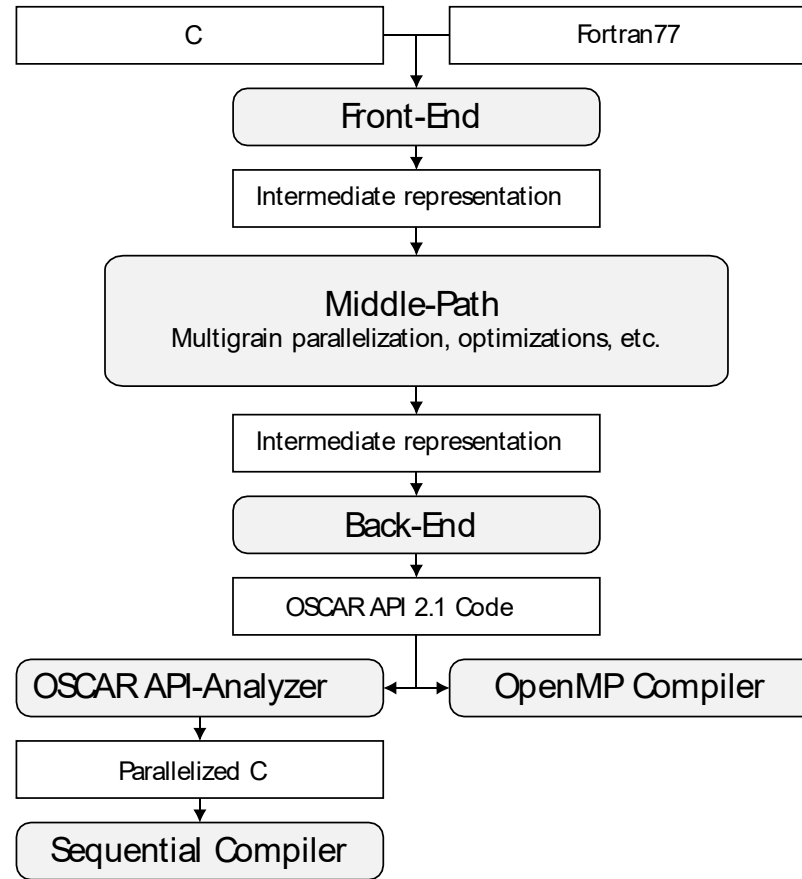 C
Fortran77
Front-End
Intermediate representation
Middle-Path
Multigrain parallelization, optimizations, etc.
Intermediate representation
Back-End
OSCAR API 2.1 Code
OSCAR API-Analyzer
OpenMP Compiler
Parallelized C
Sequential Compiler